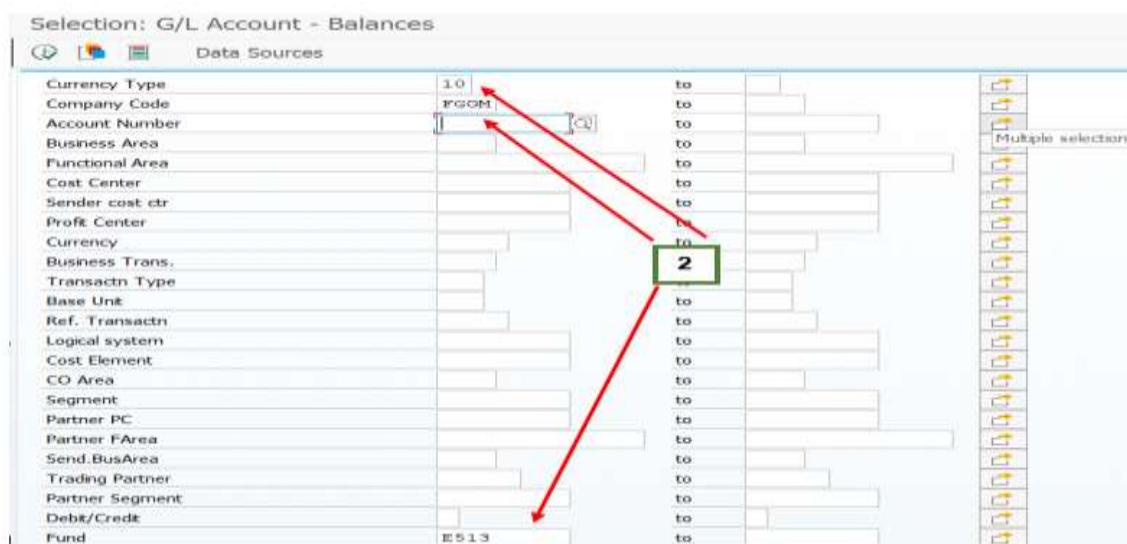 Selection: G/L Account - Balances
Data Sources
Currency Type 10 to
Company Code FGOM to
Account Number to
Multiple selection
Business Area to
Functional Area to
Cost Center to
Sender cost ctr to
Profit Center to
Currency to
Business Trans. to
2
Transactn Type to
Base Unit to
Ref. Transactn to
Logical system to
Cost Element to
CO Area to
Segment to
Partner PC to
Partner FArea to
Send.BusArea to
Trading Partner to
Partner Segment to
Debit/Credit to
Fund E513 to